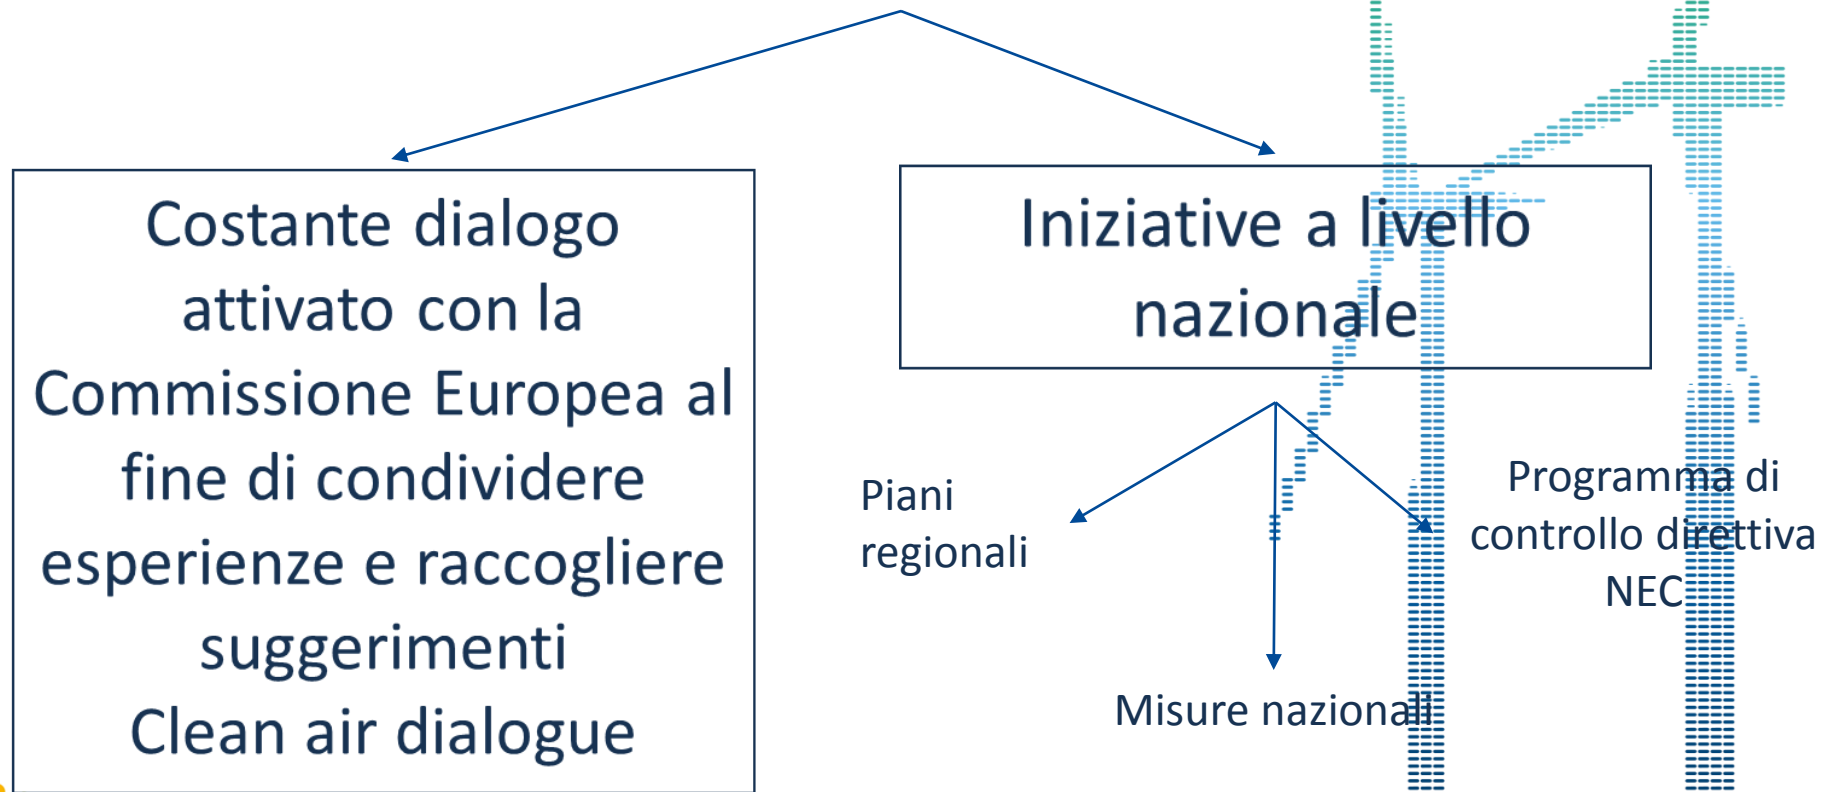 Costante dialogo
attivato con la
Commissione Europea al
fine di condividere
esperienze e raccogliere
suggerimenti
Clean air dialogue
Iniziative a livello
nazionale
Piani
regionali
Misure nazionali
Programma di
controllo direttiva
NEC